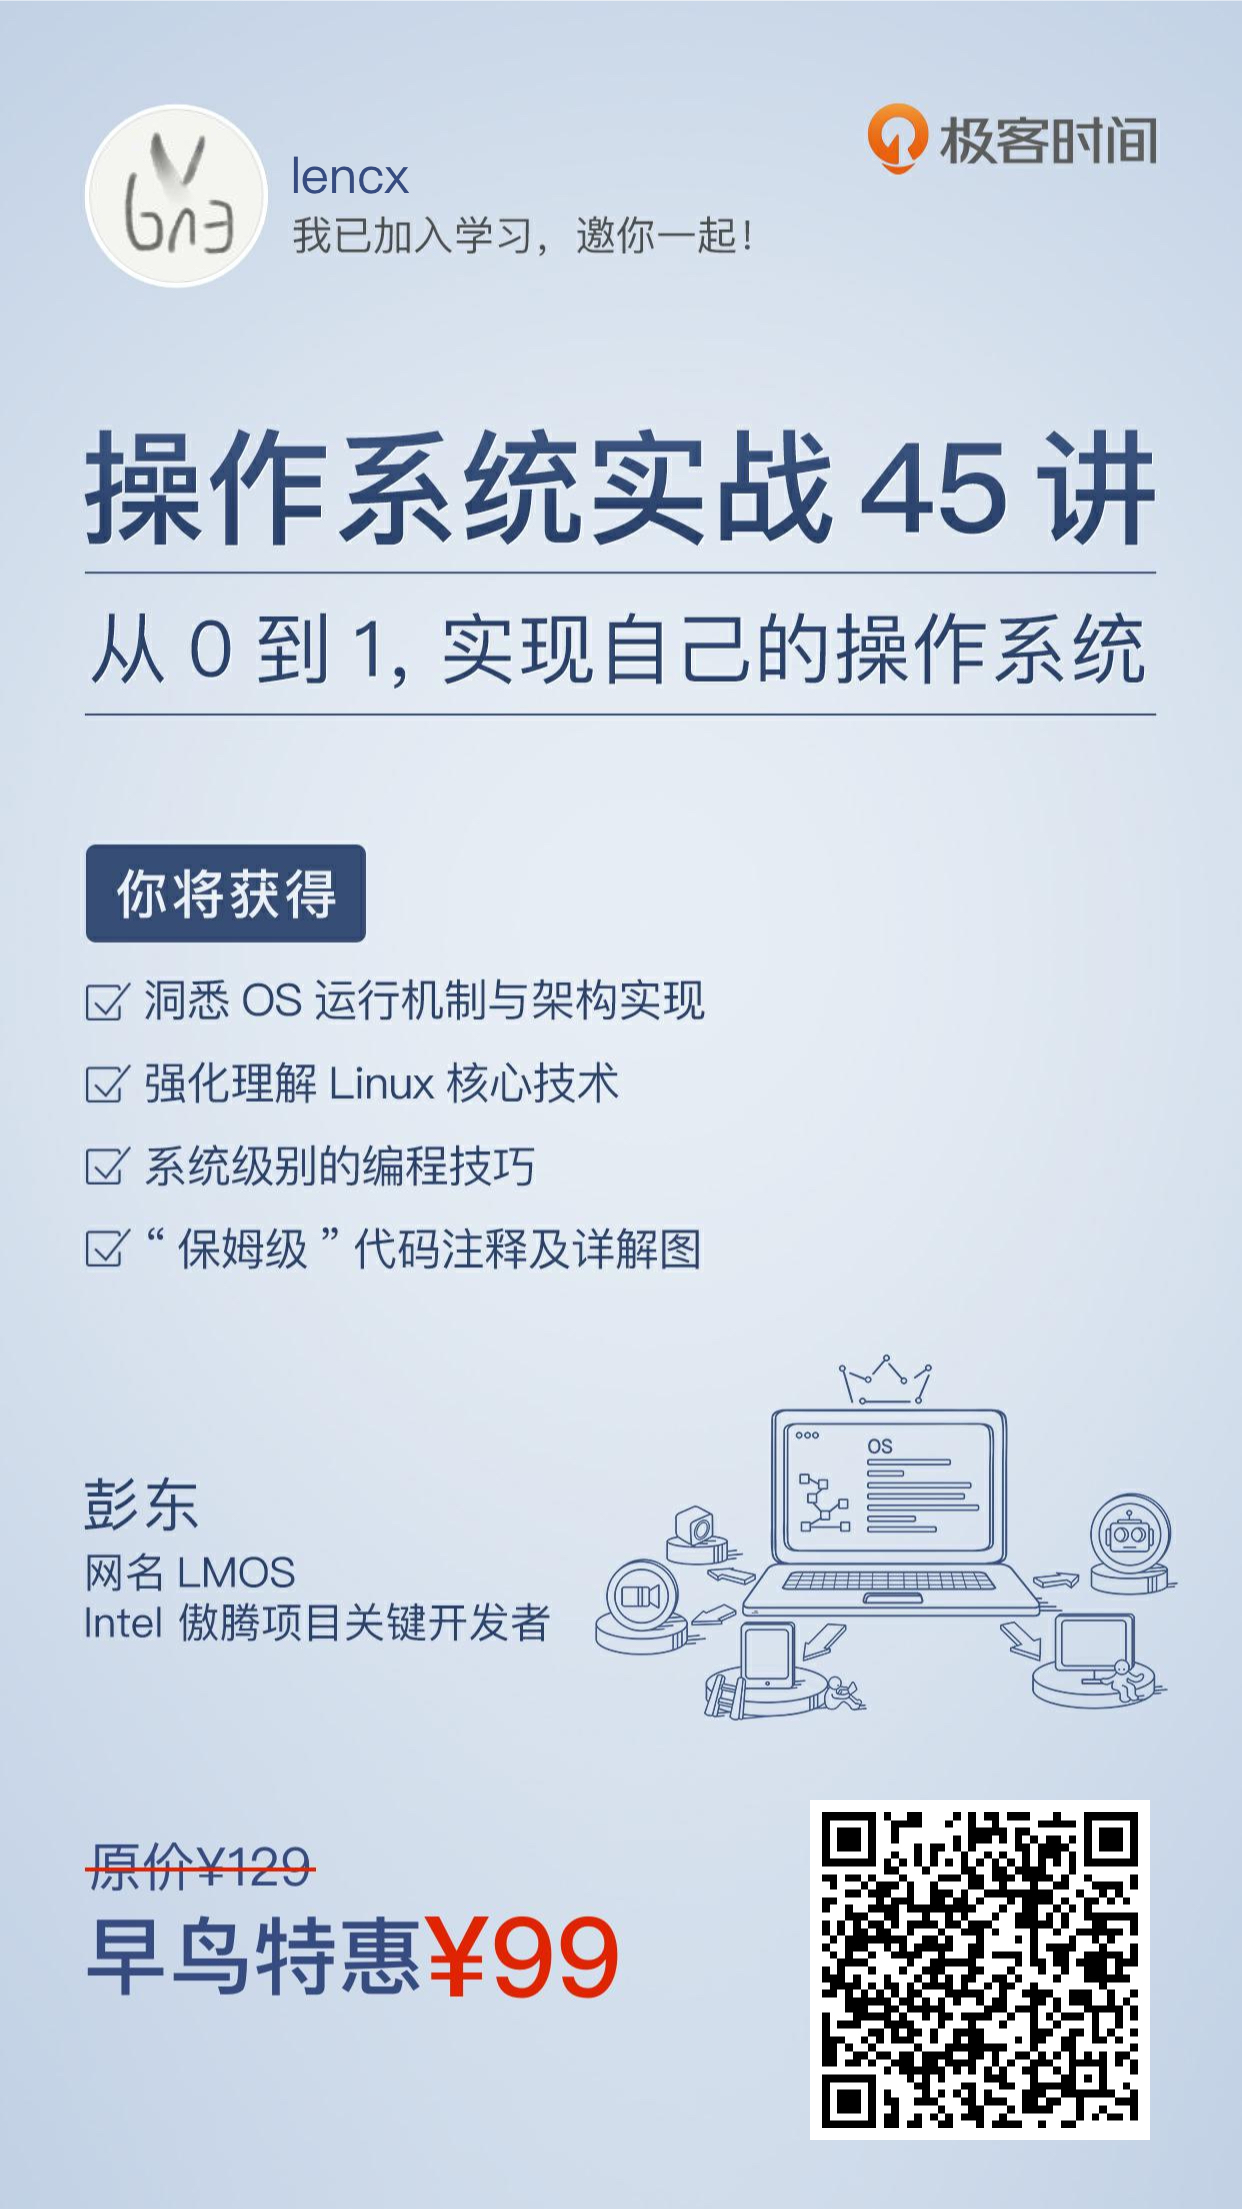 极客时间
lencx
我已加入学习，邀你一起！
操作系统实战 45 讲
从 0 到 1, 实现自己的操作系统
你将获得
洞悉 OS 运行机制与架构实现
强化理解 Linux 核心技术
系统级别的编程技巧
“保姆级”代码注释及详解图
OS
彭东
网名 LMOS
Intel 傲腾项目关键开发者
原价¥129
早鸟特惠¥99